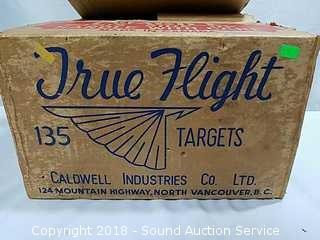 True Flight
135 TARGETS
CALDWELL INDUSTRIES CO. LTD.
124 MOUNTAIN HIGHWAY, NORTH VANCOUVER, B.C.
Copyright 2018 - Sound Auction Service